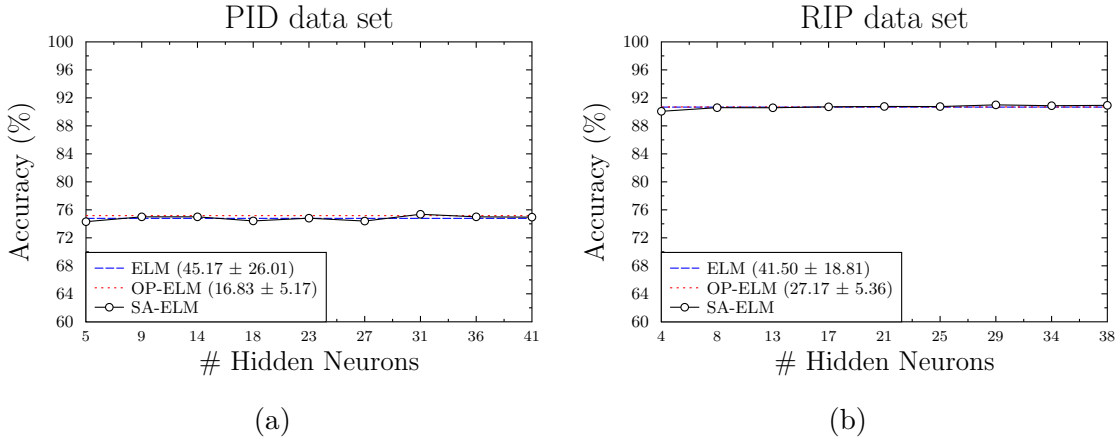 PID data set
100
96
92
88
84
80
76
72
68
64
60
Accuracy (%)
ELM (45.17 ± 26.01)
OP-ELM (16.83 ± 5.17)
SA-ELM
5 9 14 18 23 27 31 36 41
# Hidden Neurons
(a)
RIP data set
100
96
92
88
84
80
76
72
68
64
60
Accuracy (%)
ELM (41.50 ± 18.81)
OP-ELM (27.17 ± 5.36)
SA-ELM
4 8 13 17 21 25 29 34 38
# Hidden Neurons
(b)